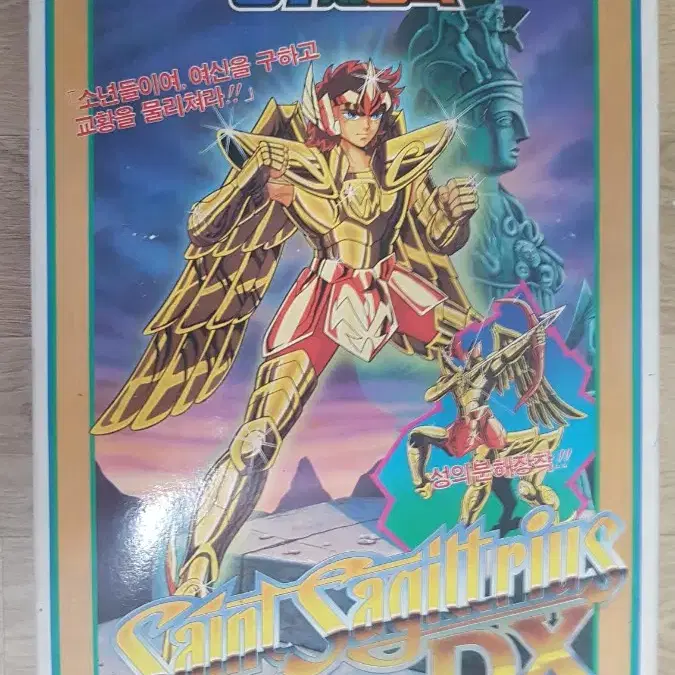 「소년들이여, 여신을 구하고
교황을 물리쳐라!!」
성의분해장착!!
Saint Sagittrius
DX